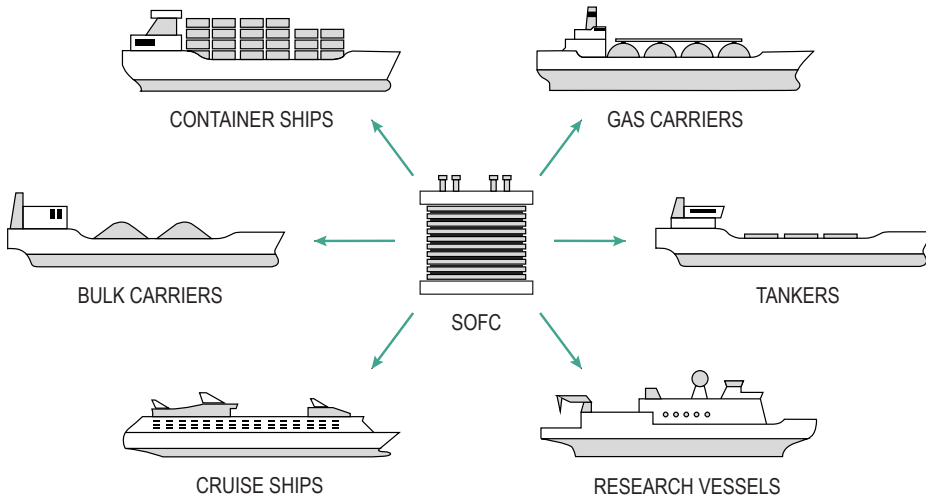 CONTAINER SHIPS
GAS CARRIERS
BULK CARRIERS
SOFC
TANKERS
CRUISE SHIPS
RESEARCH VESSELS